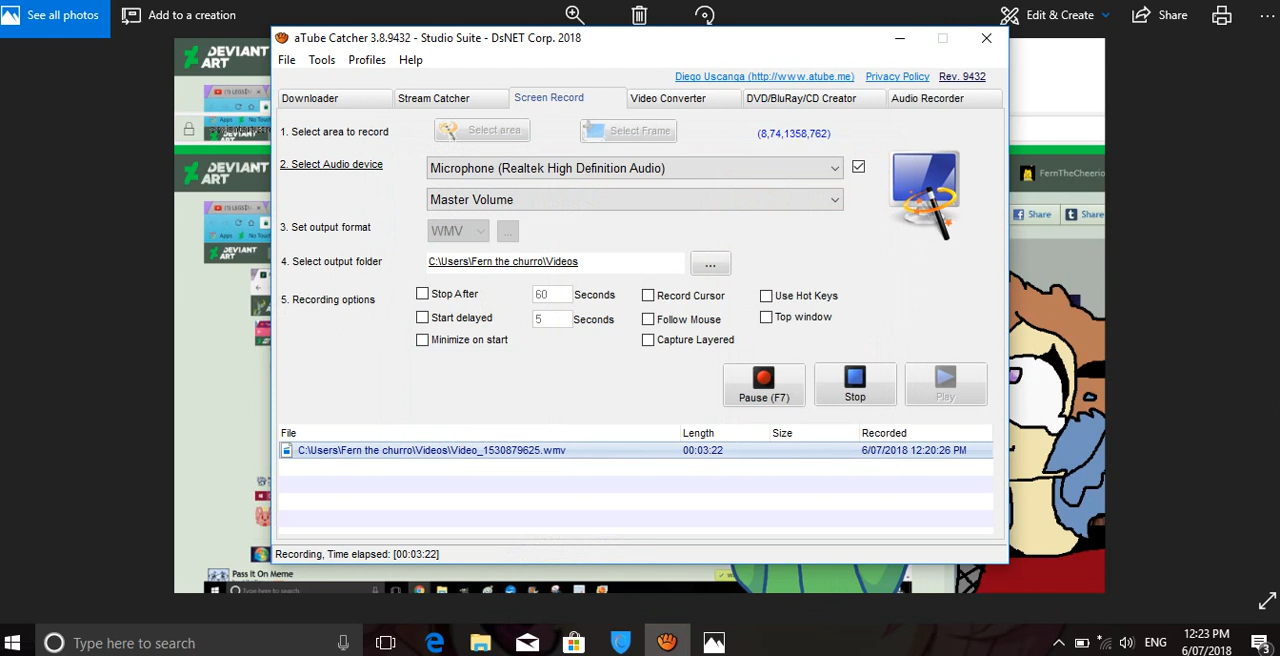 See all photos
Add to a creation
Edit & Create
Share
aTube Catcher 3.8.9432 - Studio Suite - DsNET Corp. 2018
File Tools Profiles Help
Diego Uscanga (http://www.atube.me) Privacy Policy Rev. 9432
Downloader Stream Catcher Screen Record Video Converter DVD/BluRay/CD Creator Audio Recorder
1. Select area to record Select area Select Frame (8,74,1358,762)
2. Select Audio device Microphone (Realtek High Definition Audio)
Master Volume
3. Set output format WMV ...
4. Select output folder C:\Users\Fern the churro\Videos ...
5. Recording options Stop After 60 Seconds Record Cursor Use Hot Keys
Start delayed 5 Seconds Follow Mouse Top window
Minimize on start Capture Layered
Pause (F7) Stop Play
File Length Size Recorded
C:\Users\Fern the churro\Videos\Video_1530879625.wmv 00:03:22 6/07/2018 12:20:26 PM
Recording, Time elapsed: [00:03:22]
DEVIANT
ART
DEVIANT
ART
FernTheCheerio
Share Share
DEVIANT
ART
Pass It On Meme
Type here to search
Type here to search
ENG
12:23 PM
6/07/2018
3